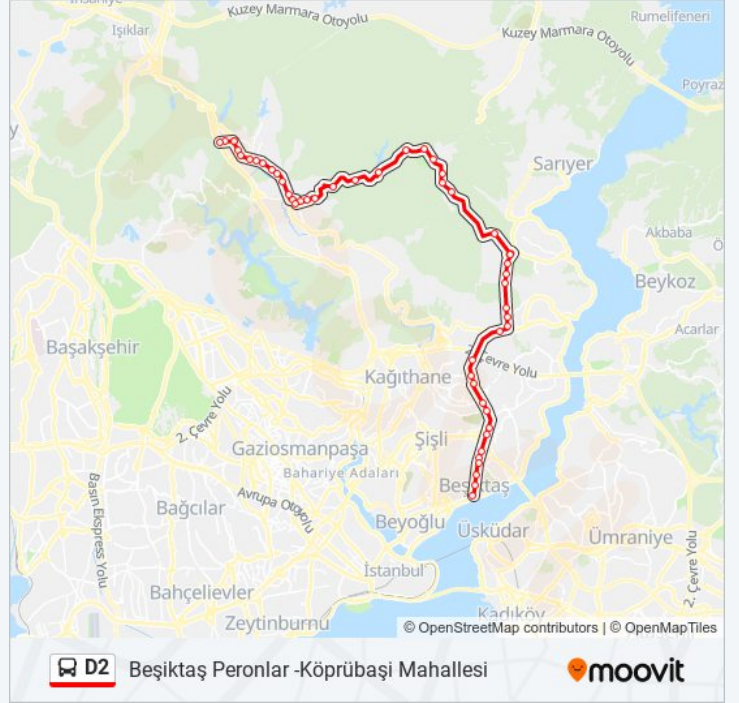 Kuzey Marmara Otoyolu
Rumelifeneri
Işıklar
Kuzey Marmara Otoyolu
Poyraz
Sarıyer
Akbaba
Beykoz
Acarlar
Başakşehir
Çevre Yolu
Kağıthane
2. Çevre Yolu
Şişli
Gaziosmanpaşa
Bahariye Adaları
Beşiktaş
Basın Ekspress Yolu
Avrupa Otoyolu
Bağcılar
Beyoğlu
Üsküdar
Ümraniye
2. Çevre Yolu
İstanbul
Bahçelievler
Zeytinburnu
Kadıköy
© OpenStreetMap contributors | © OpenMapTiles
D2 Beşiktaş Peronlar -Köprübaşi Mahallesi
moovit